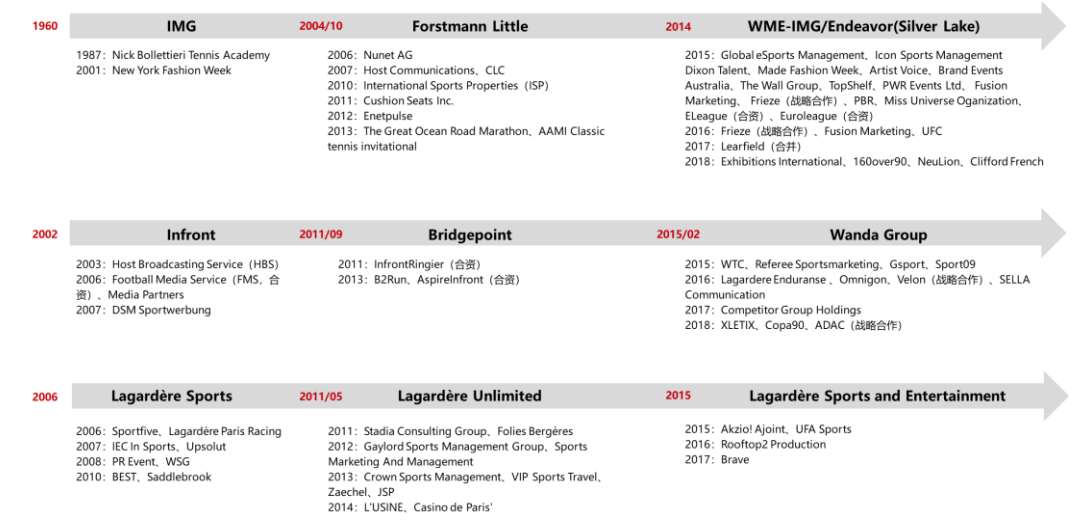 1960 IMG 2004/10 Forstmann Little 2014 WME-IMG/Endeavor(Silver Lake)
1987：Nick Bollettieri Tennis Academy
2001：New York Fashion Week
2006：Nunet AG
2007：Host Communications、CLC
2010：International Sports Properties（ISP）
2011：Cushion Seats Inc.
2012：Enetpulse
2013：The Great Ocean Road Marathon、AAMI Classic
tennis invitational
2015：Global eSports Management、Icon Sports Management
Dixon Talent、Made Fashion Week、Artist Voice、Brand Events
Australia、The Wall Group、TopShelf、PWR Events Ltd、 Fusion
Marketing、 Frieze（战略合作）、PBR、Miss Universe Oganization、
ELeague（合资）、Euroleague（合资）
2016：Frieze（战略合作）、Fusion Marketing、UFC
2017：Learfield（合并）
2018：Exhibitions International、160over90、NeuLion、Clifford French
2002 Infront 2011/09 Bridgepoint 2015/02 Wanda Group
2003：Host Broadcasting Service（HBS）
2006：Football Media Service（FMS，合
资）、Media Partners
2007：DSM Sportwerbung
2011：InfrontRingier（合资）
2013：B2Run、AspireInfront（合资）
2015：WTC、Referee Sportsmarketing、Gsport、Sport09
2016：Lagardere Enduranse 、Omnigon、Velon（战略合作）、SELLA
Communication
2017：Competitor Group Holdings
2018：XLETIX、Copa90、ADAC（战略合作）
2006 Lagardère Sports 2011/05 Lagardère Unlimited 2015 Lagardère Sports and Entertainment
2006：Sportfive、Lagardère Paris Racing
2007：IEC In Sports、Upsolut
2008：PR Event、WSG
2010：BEST、Saddlebrook
2011：Stadia Consulting Group、Folies Bergères
2012：Gaylord Sports Management Group、Sports
Marketing And Management
2013：Crown Sports Management、VIP Sports Travel、
Zaechel、JSP
2014：L'USINE、Casino de Paris'
2015：Akzio! Ajoint、UFA Sports
2016：Rooftop2 Production
2017：Brave